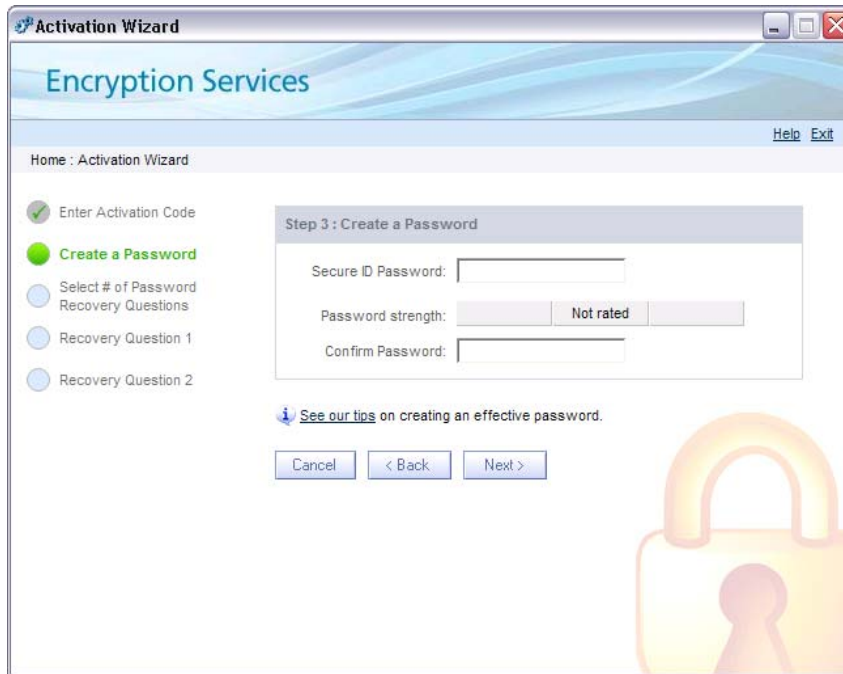 Activation Wizard
Encryption Services
Help Exit
Home : Activation Wizard
Enter Activation Code
Create a Password
Select # of Password
Recovery Questions
Recovery Question 1
Recovery Question 2
Step 3 : Create a Password
Secure ID Password:
Password strength: Not rated
Confirm Password:
See our tips on creating an effective password.
Cancel < Back Next >